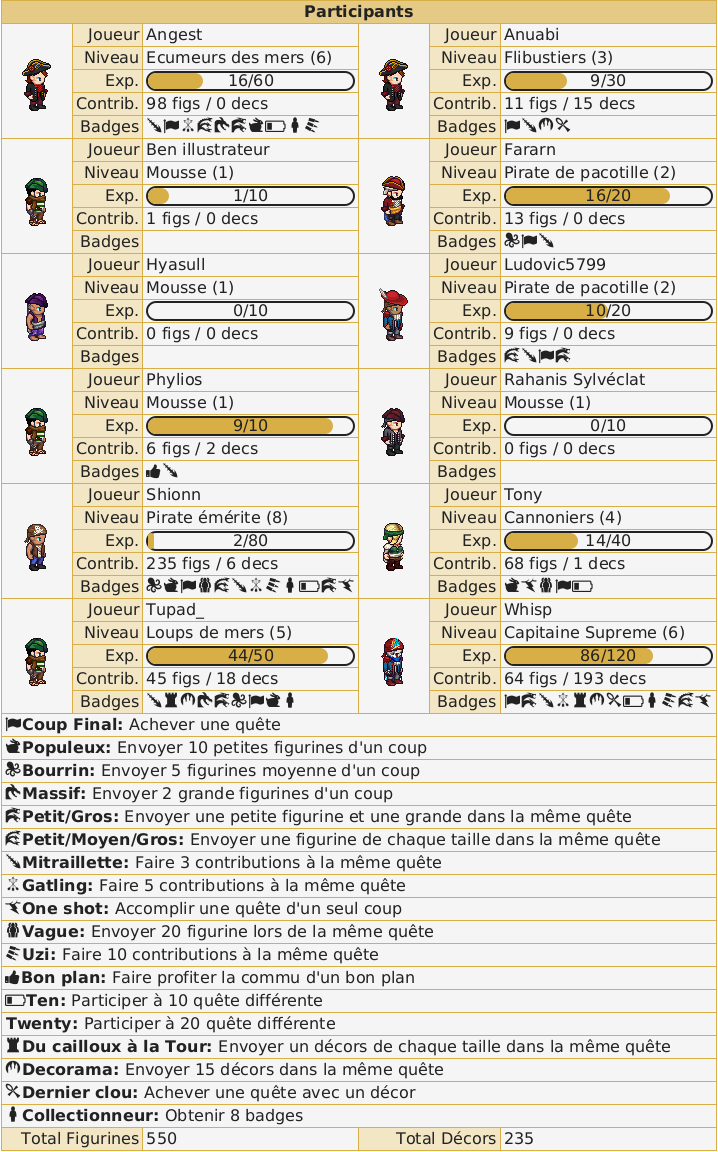 Participants
Joueur Angest
Niveau Ecumeurs des mers (6)
Exp. 16/60
Contrib. 98 figs / 0 decs
Badges
Joueur Anuabi
Niveau Flibustiers (3)
Exp. 9/30
Contrib. 11 figs / 15 decs
Badges
Joueur Ben illustrateur
Niveau Mousse (1)
Exp. 1/10
Contrib. 1 figs / 0 decs
Badges
Joueur Fararn
Niveau Pirate de pacotille (2)
Exp. 16/20
Contrib. 13 figs / 0 decs
Badges
Joueur Hyasull
Niveau Mousse (1)
Exp. 0/10
Contrib. 0 figs / 0 decs
Badges
Joueur Ludovic5799
Niveau Pirate de pacotille (2)
Exp. 10/20
Contrib. 9 figs / 0 decs
Badges
Joueur Phylios
Niveau Mousse (1)
Exp. 9/10
Contrib. 6 figs / 2 decs
Badges
Joueur Rahanis Sylvéclat
Niveau Mousse (1)
Exp. 0/10
Contrib. 0 figs / 0 decs
Badges
Joueur Shionn
Niveau Pirate émérite (8)
Exp. 2/80
Contrib. 235 figs / 6 decs
Badges
Joueur Tony
Niveau Cannoniers (4)
Exp. 14/40
Contrib. 68 figs / 1 decs
Badges
Joueur Tupad_
Niveau Loups de mers (5)
Exp. 44/50
Contrib. 45 figs / 18 decs
Badges
Joueur Whisp
Niveau Capitaine Supreme (6)
Exp. 86/120
Contrib. 64 figs / 193 decs
Badges
Coup Final: Achever une quête
Populeux: Envoyer 10 petites figurines d'un coup
Bourrin: Envoyer 5 figurines moyenne d'un coup
Massif: Envoyer 2 grande figurines d'un coup
Petit/Gros: Envoyer une petite figurine et une grande dans la même quête
Petit/Moyen/Gros: Envoyer une figurine de chaque taille dans la même quête
Mitraillette: Faire 3 contributions à la même quête
Gatling: Faire 5 contributions à la même quête
One shot: Accomplir une quête d'un seul coup
Vague: Envoyer 20 figurine lors de la même quête
Uzi: Faire 10 contributions à la même quête
Bon plan: Faire profiter la commu d'un bon plan
Ten: Participer à 10 quête différente
Twenty: Participer à 20 quête différente
Du cailloux à la Tour: Envoyer un décors de chaque taille dans la même quête
Decorama: Envoyer 15 décors dans la même quête
Dernier clou: Achever une quête avec un décor
Collectionneur: Obtenir 8 badges
Total Figurines 550
Total Décors 235